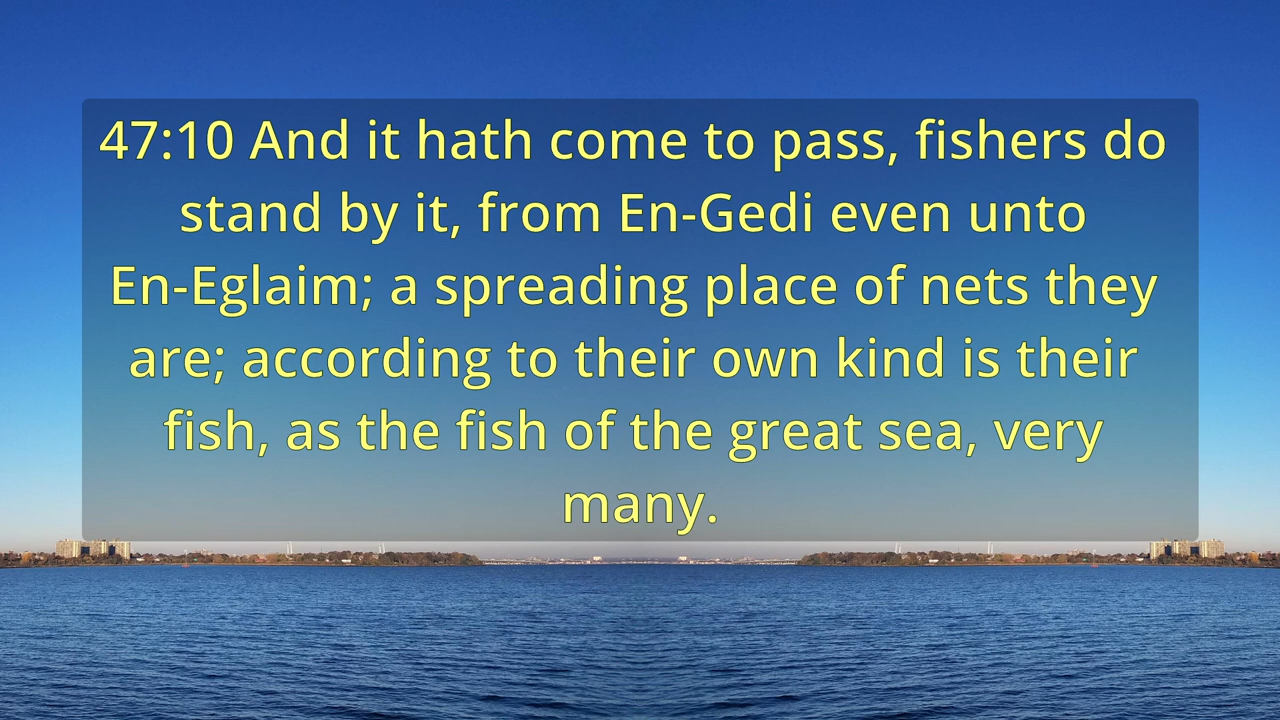 47:10 And it hath come to pass, fishers do
stand by it, from En-Gedi even unto
En-Eglaim; a spreading place of nets they
are; according to their own kind is their
fish, as the fish of the great sea, very
many.